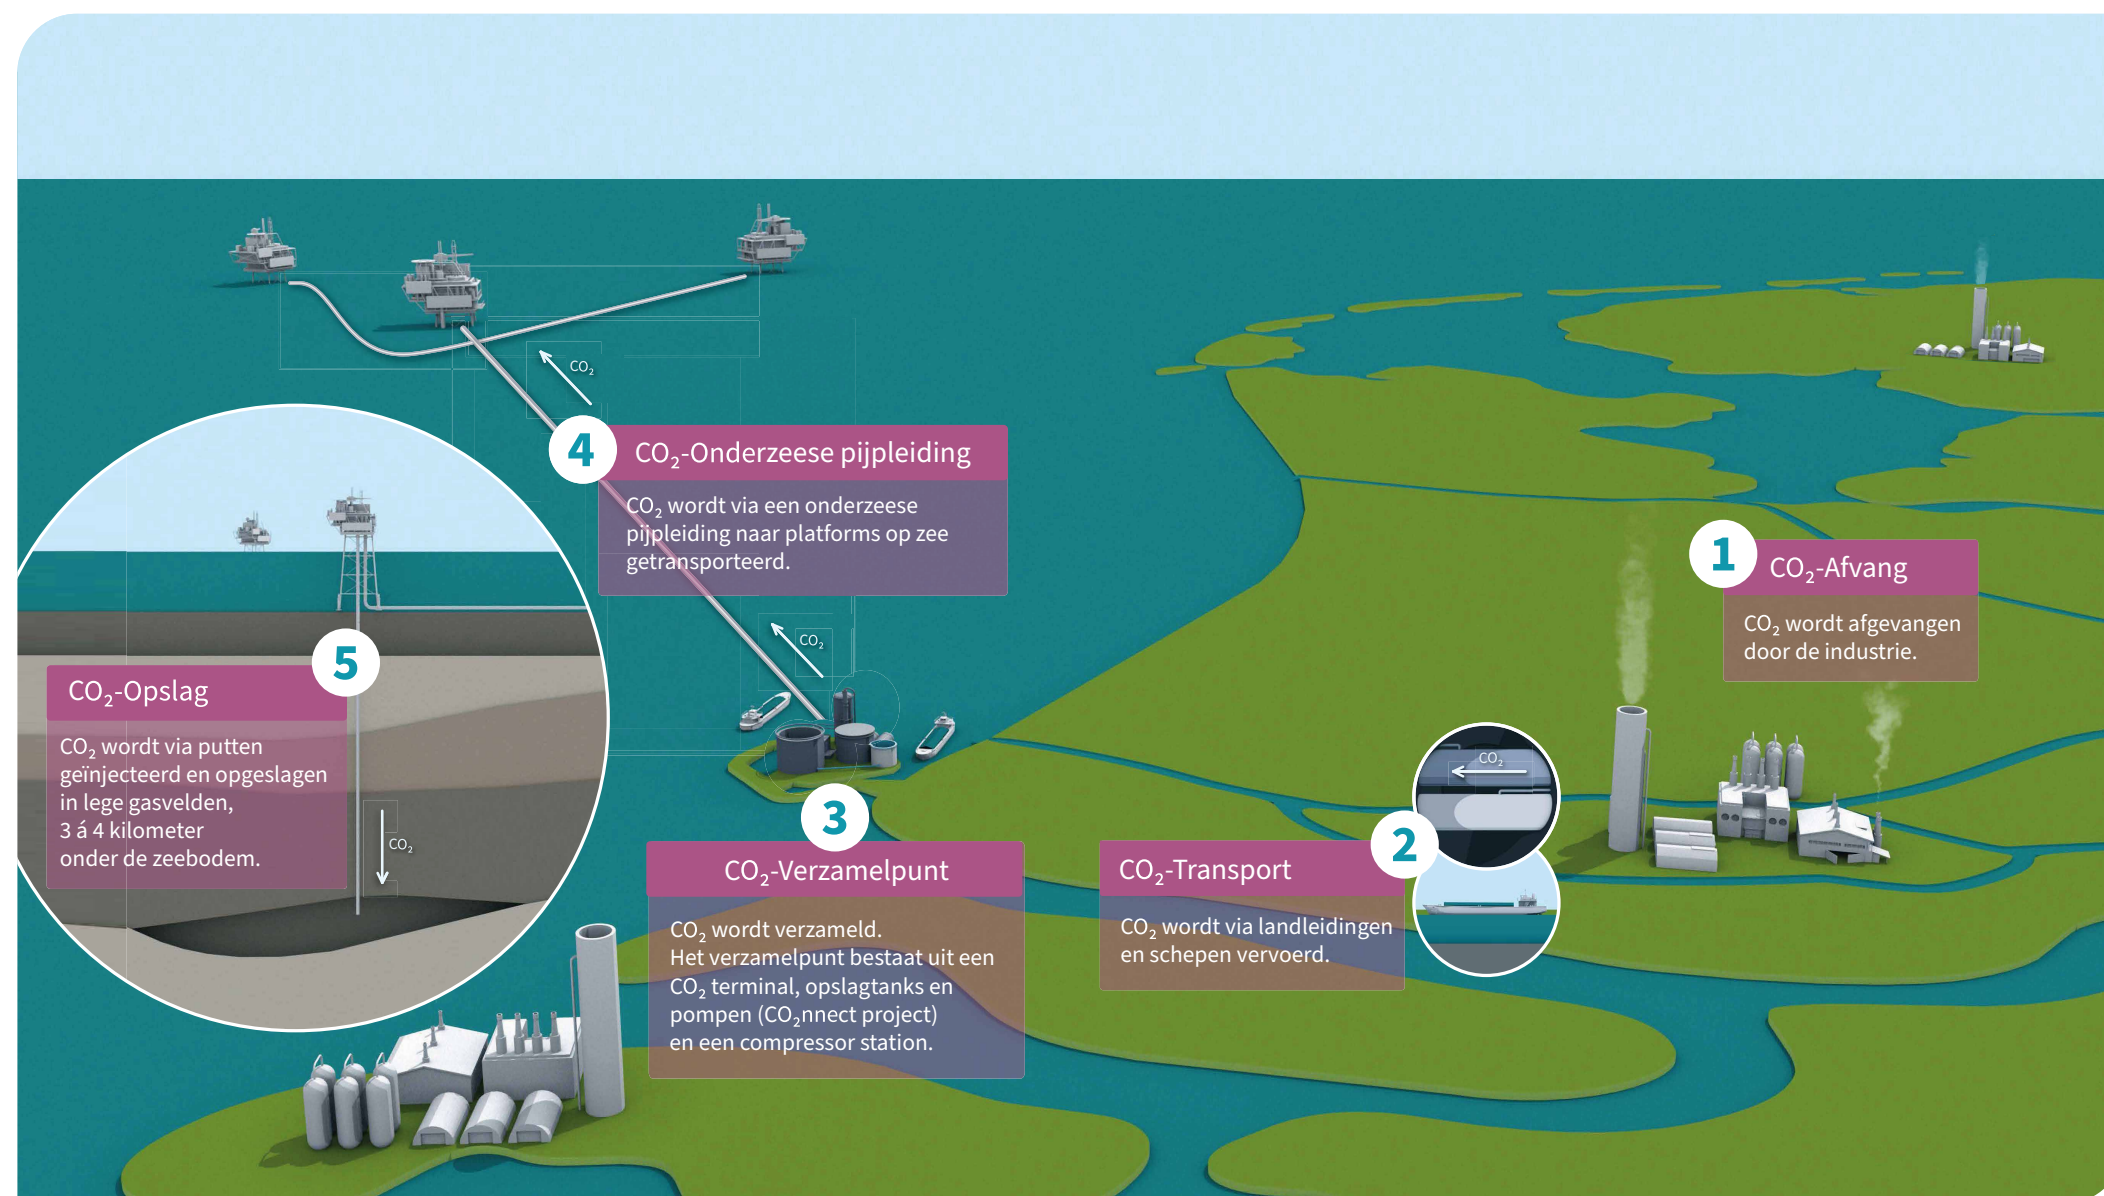 1
CO₂-Afvang
CO₂ wordt afgevangen
door de industrie.
2
CO₂-Transport
CO₂ wordt via landleidingen
en schepen vervoerd.
CO₂
3
CO₂-Verzamelpunt
CO₂ wordt verzameld.
Het verzamelpunt bestaat uit een
CO₂ terminal, opslagtanks en
pompen (CO₂nnect project)
en een compressor station.
CO₂
4
CO₂-Onderzeese pijpleiding
CO₂ wordt via een onderzeese
pijpleiding naar platforms op zee
getransporteerd.
CO₂
5
CO₂-Opslag
CO₂ wordt via putten
geïnjecteerd en opgeslagen
in lege gasvelden,
3 á 4 kilometer
onder de zeebodem.
CO₂